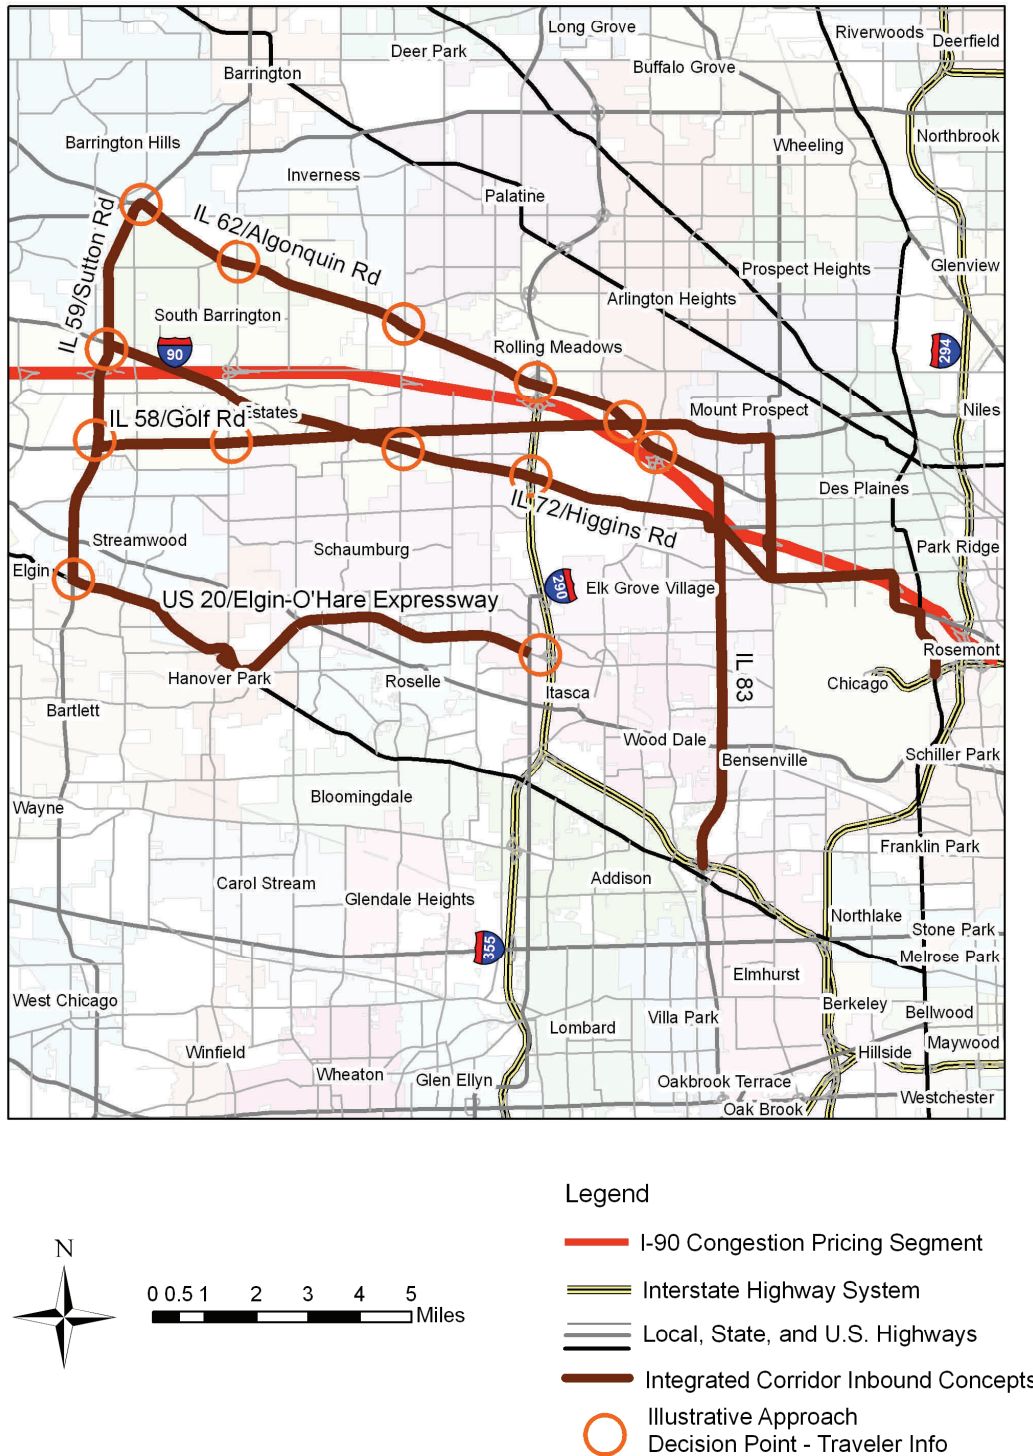 Long Grove
Riverwoods
Deerfield
Deer Park
Buffalo Grove
Barrington
Northbrook
Barrington Hills
Wheeling
Inverness
Palatine
IL 62/Algonquin Rd
IL 59/Sutton Rd
Glenview
Prospect Heights
Arlington Heights
South Barrington
90
Rolling Meadows
294
Mount Prospect
Niles
IL 58/Golf Rd
Estates
Des Plaines
IL 72/Higgins Rd
Streamwood
Schaumburg
Park Ridge
Elgin
290
Elk Grove Village
US 20/Elgin-O'Hare Expressway
Rosemont
Hanover Park
Roselle
Itasca
IL 83
Chicago
Bartlett
Wood Dale
Bensenville
Schiller Park
Wayne
Bloomingdale
Franklin Park
Carol Stream
Addison
Glendale Heights
Northlake
Stone Park
355
Melrose Park
Elmhurst
West Chicago
Berkeley
Bellwood
Villa Park
Lombard
Maywood
Winfield
Hillside
Wheaton
Glen Ellyn
Oakbrook Terrace
Westchester
Oak Brook
Legend
N
I-90 Congestion Pricing Segment
0 0.5 1 2 3 4 5
Miles
Interstate Highway System
Local, State, and U.S. Highways
Integrated Corridor Inbound Concepts
Illustrative Approach
Decision Point - Traveler Info